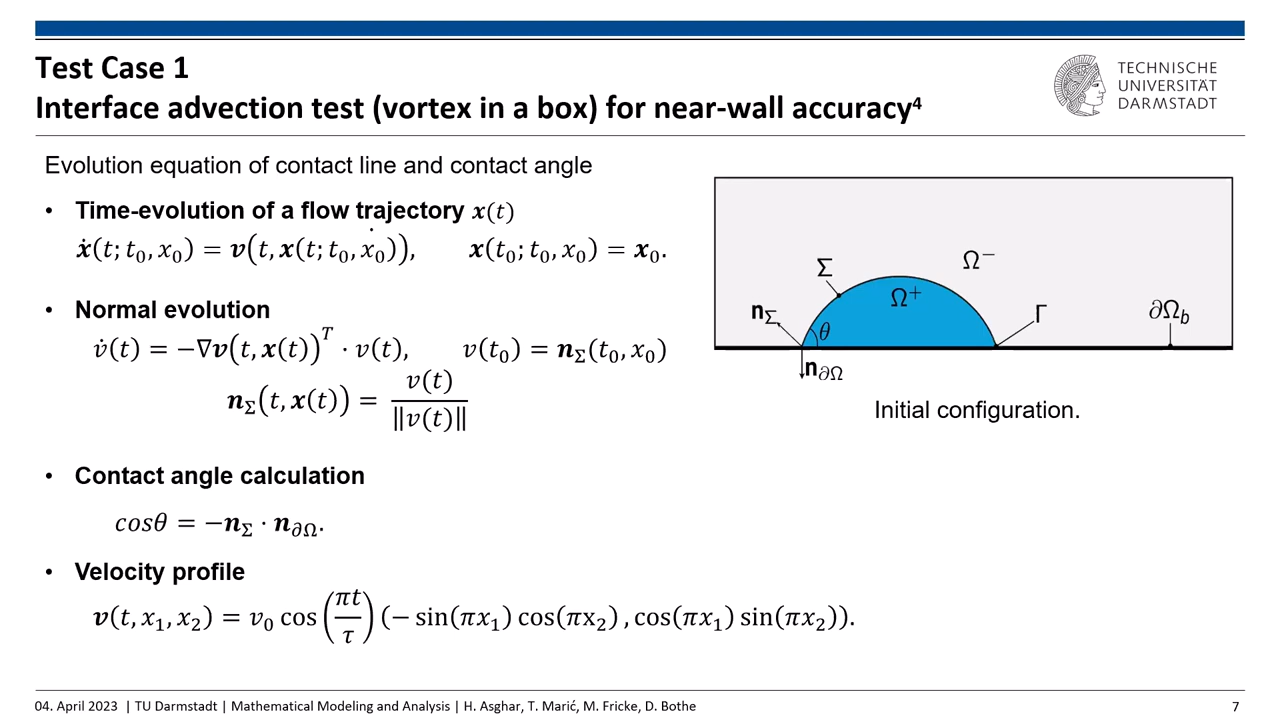 Test Case 1
Interface advection test (vortex in a box) for near-wall accuracy⁴
TECHNISCHE
UNIVERSITÄT
DARMSTADT
Evolution equation of contact line and contact angle
• Time-evolution of a flow trajectory 𝒙(t)
ẋ(t; t₀, x₀) = v(t, x(t; t₀, x₀)), x(t₀; t₀, x₀) = x₀.
• Normal evolution
v̇(t) = −∇v(t, x(t))ᵀ · v(t), v(t₀) = n_Σ(t₀, x₀)
n_Σ(t, x(t)) = v(t) / ‖v(t)‖
• Contact angle calculation
cosθ = −n_Σ · n_∂Ω.
• Velocity profile
v(t, x₁, x₂) = v₀ cos(πt/τ) (− sin(πx₁) cos(πx₂) , cos(πx₁) sin(πx₂)).
Ω⁻
Σ
Ω⁺
n_Σ
θ
Γ
∂Ω_b
n_∂Ω
Initial configuration.
04. April 2023 | TU Darmstadt | Mathematical Modeling and Analysis | H. Asghar, T. Marić, M. Fricke, D. Bothe
7